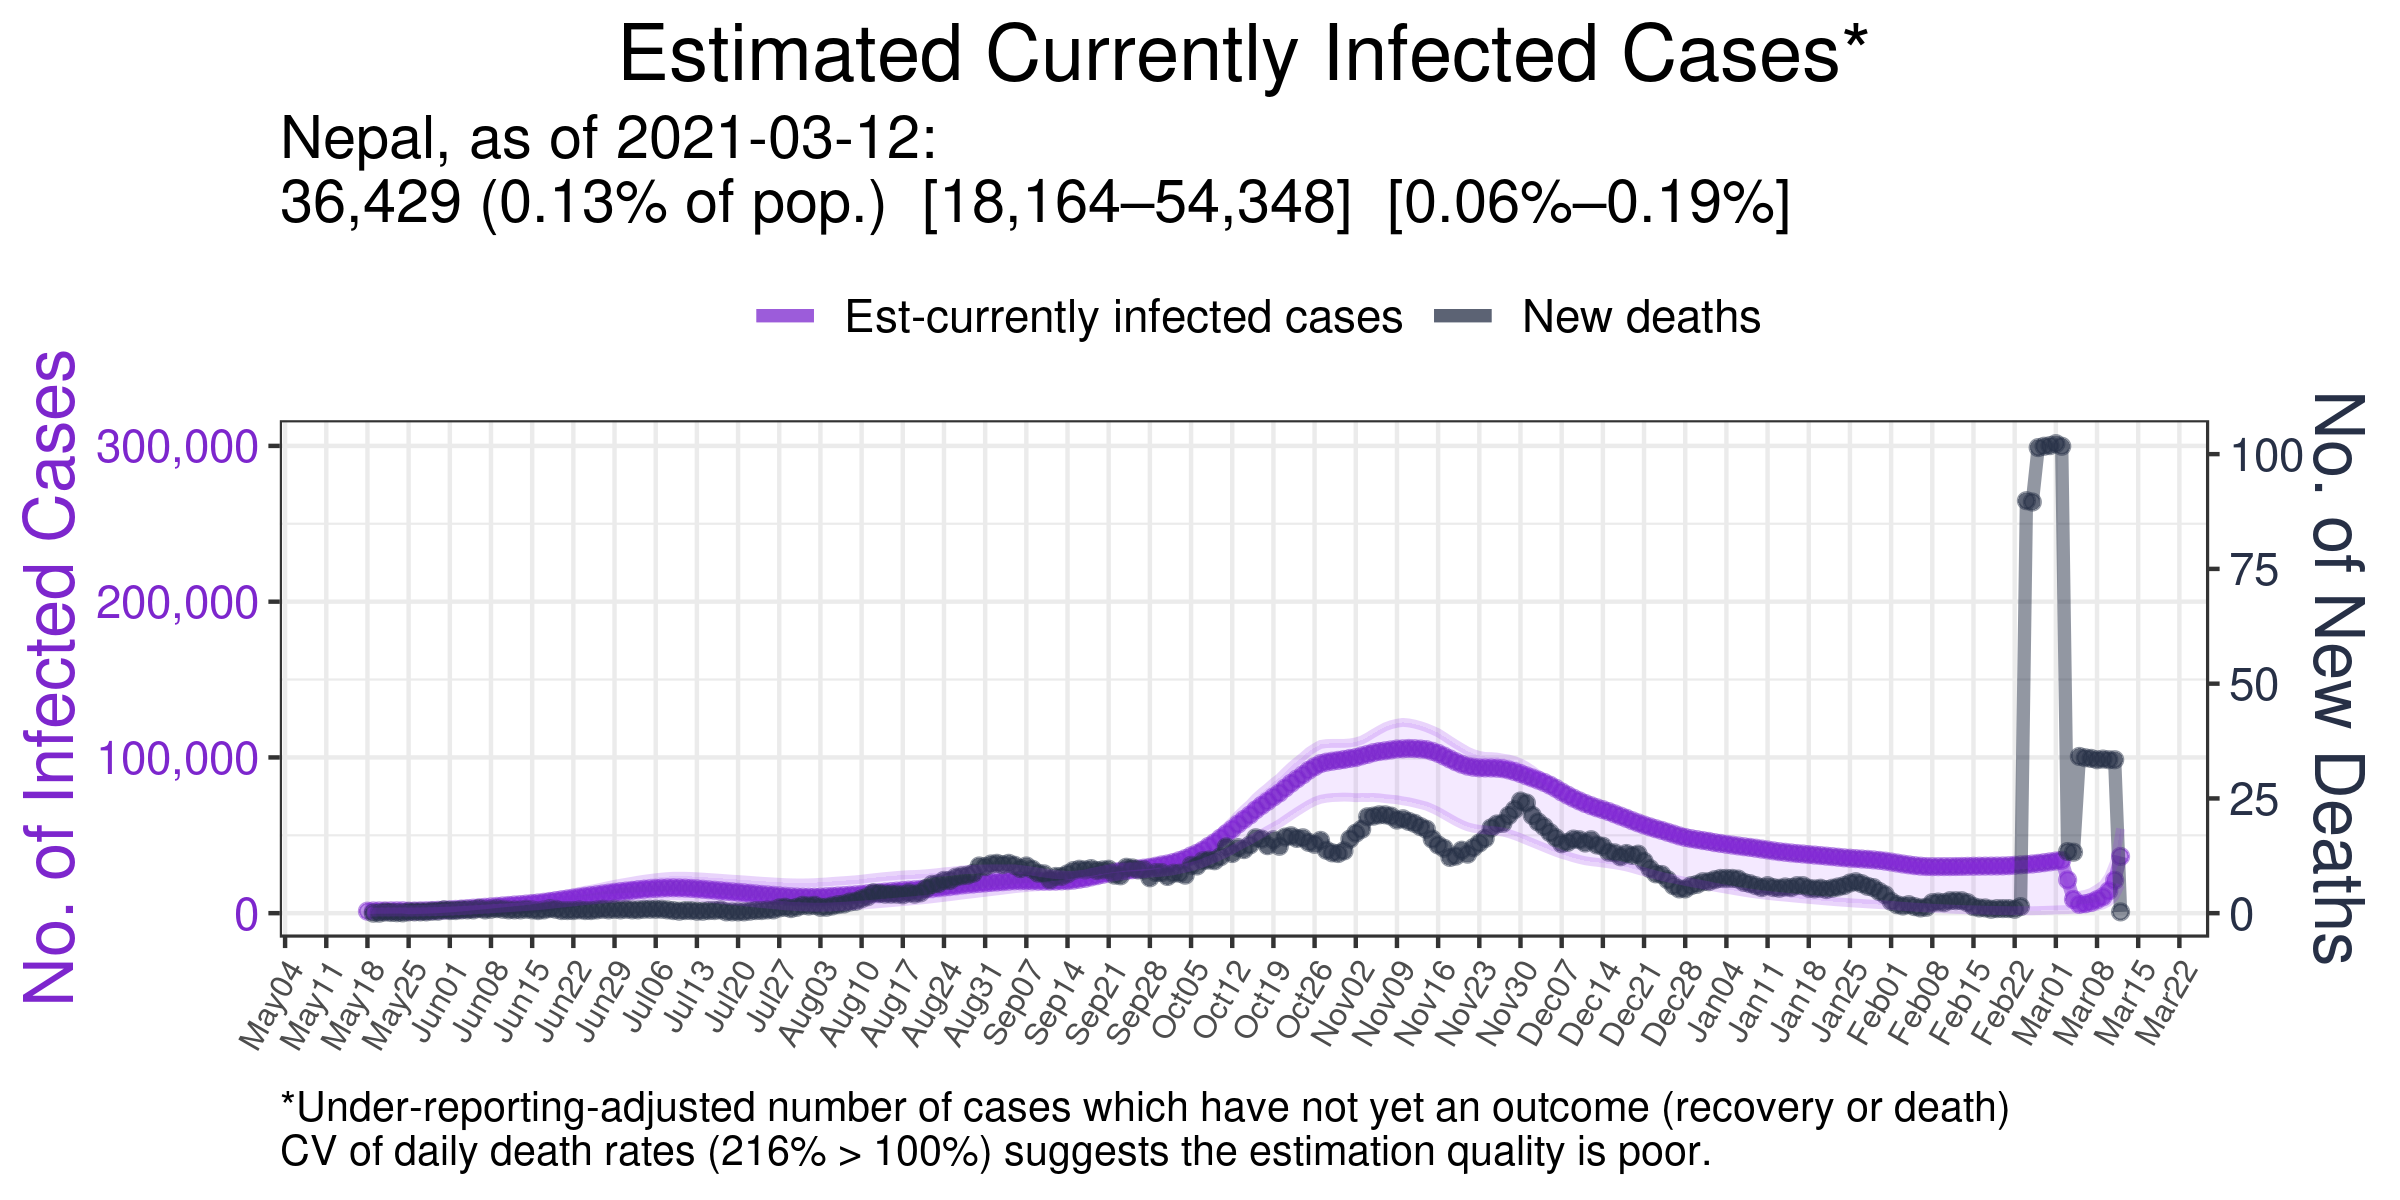 Estimated Currently Infected Cases*
Nepal, as of 2021-03-12:
36,429 (0.13% of pop.) [18,164–54,348] [0.06%–0.19%]
Est-currently infected cases
New deaths
No. of Infected Cases
300,000
200,000
100,000
0
No. of New Deaths
100
75
50
25
0
May04
May11
May18
May25
Jun01
Jun08
Jun15
Jun22
Jun29
Jul06
Jul13
Jul20
Jul27
Aug03
Aug10
Aug17
Aug24
Aug31
Sep07
Sep14
Sep21
Sep28
Oct05
Oct12
Oct19
Oct26
Nov02
Nov09
Nov16
Nov23
Nov30
Dec07
Dec14
Dec21
Dec28
Jan04
Jan11
Jan18
Jan25
Feb01
Feb08
Feb15
Feb22
Mar01
Mar08
Mar15
Mar22
*Under-reporting-adjusted number of cases which have not yet an outcome (recovery or death)
CV of daily death rates (216% > 100%) suggests the estimation quality is poor.